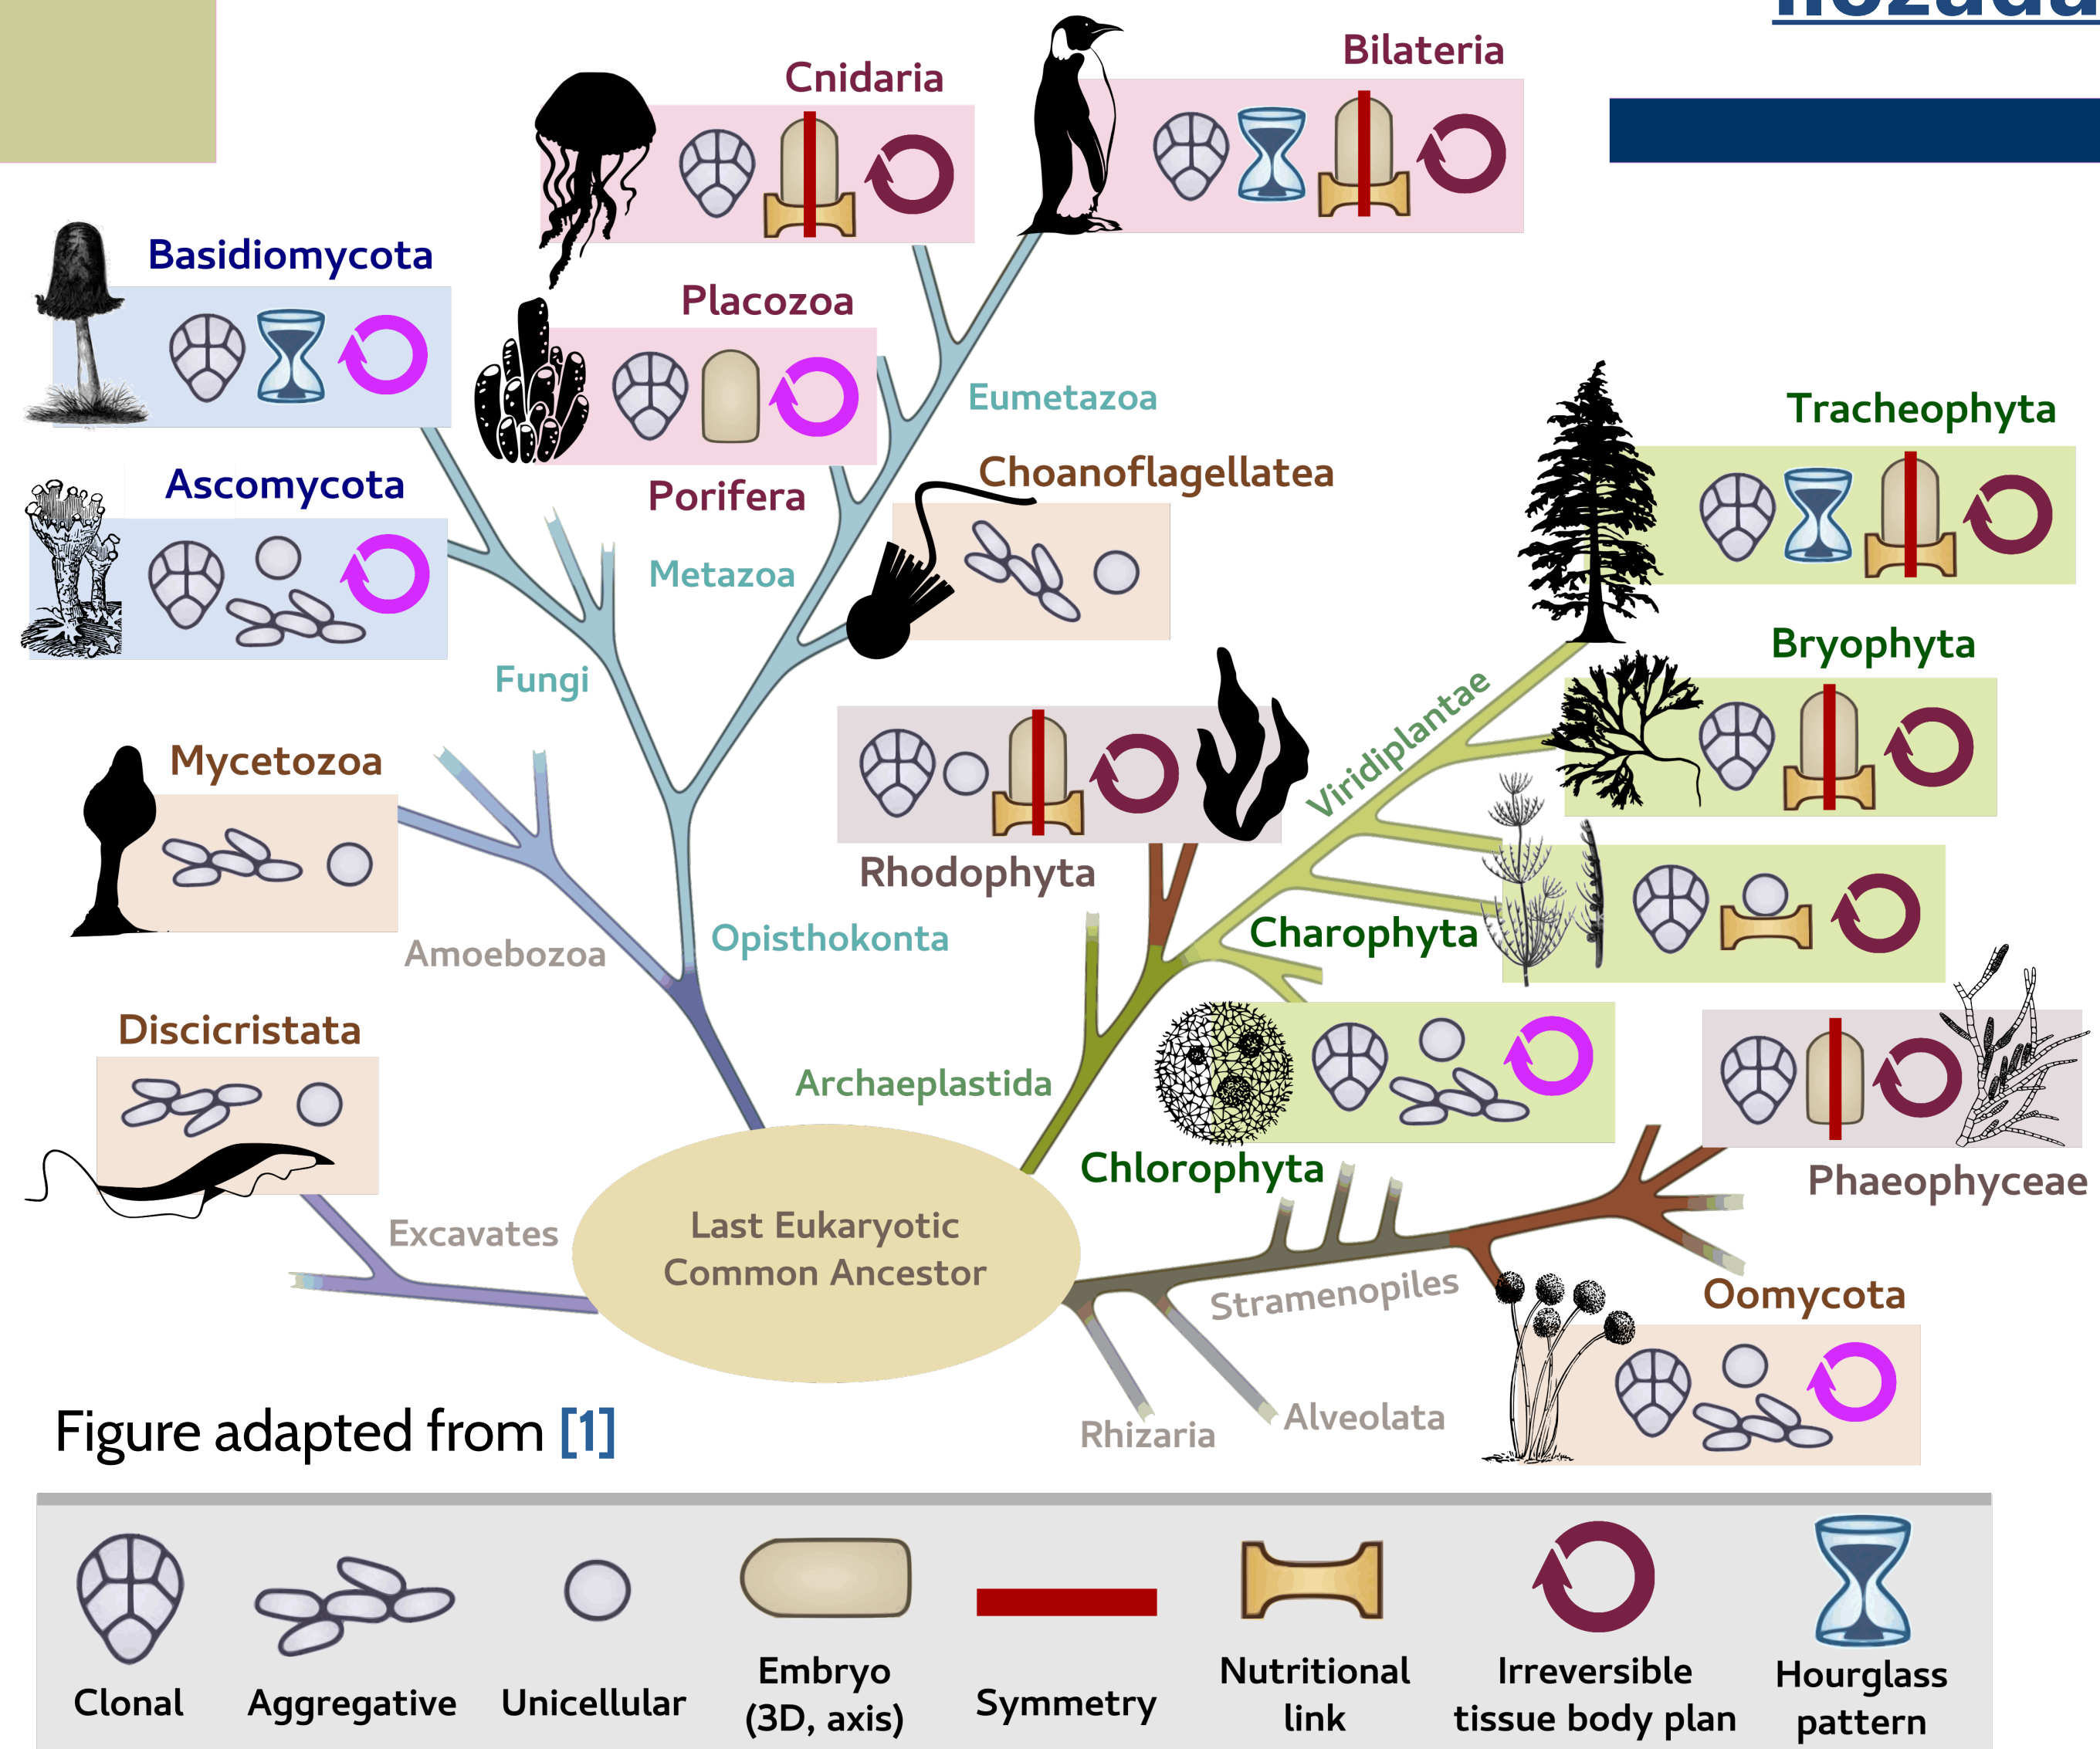 Cnidaria
Bilateria
Basidiomycota
Placozoa
Eumetazoa
Tracheophyta
Ascomycota
Porifera
Choanoflagellatea
Metazoa
Fungi
Bryophyta
Viridiplantae
Mycetozoa
Rhodophyta
Charophyta
Amoebozoa
Opisthokonta
Discicristata
Archaeplastida
Chlorophyta
Phaeophyceae
Excavates
Last Eukaryotic
Common Ancestor
Stramenopiles
Oomycota
Rhizaria
Alveolata
Figure adapted from [1]
Clonal
Aggregative
Unicellular
Embryo
(3D, axis)
Symmetry
Nutritional
link
Irreversible
tissue body plan
Hourglass
pattern